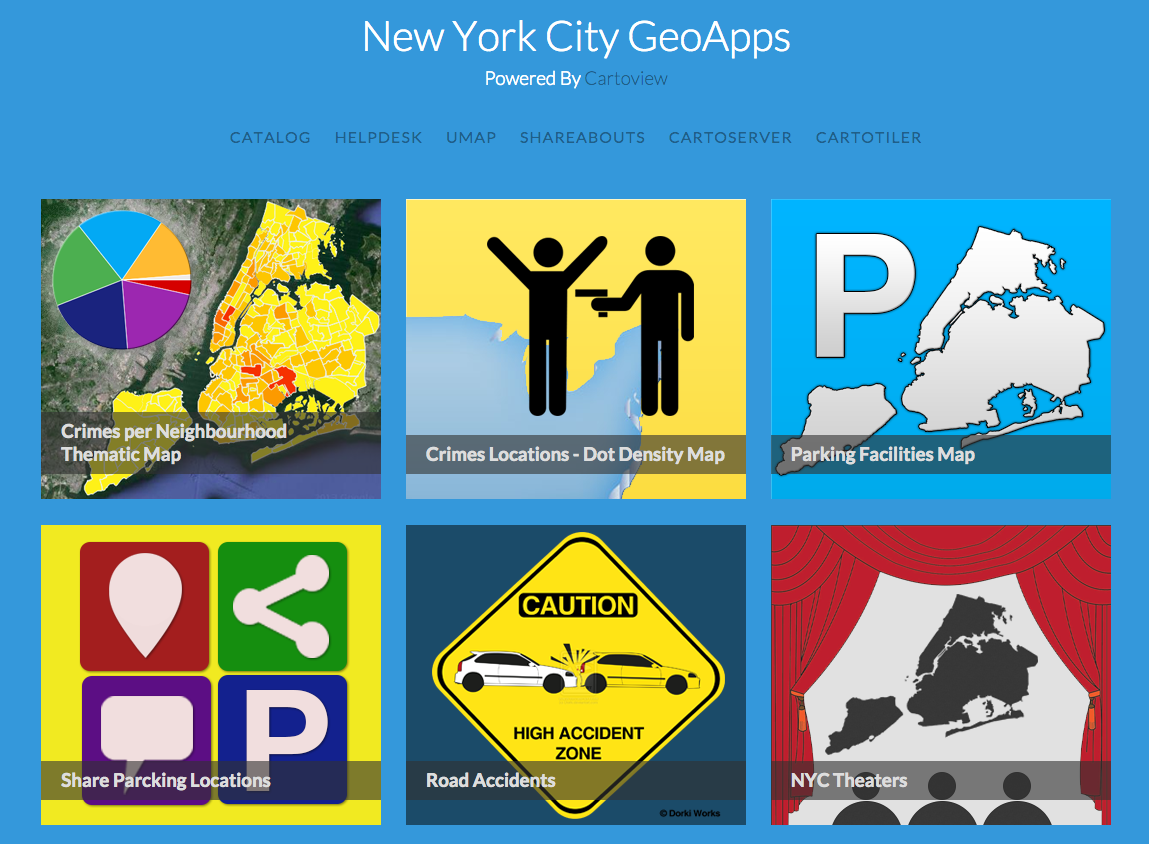 New York City GeoApps
Powered By Cartoview
CATALOG HELPDESK UMAP SHAREABOUTS CARTOSERVER CARTOTILER
Crimes per Neighbourhood
Thematic Map
Crimes Locations - Dot Density Map
P
Parking Facilities Map
P
Share Parcking Locations
CAUTION
HIGH ACCIDENT
ZONE
Road Accidents
© Dorki Works
NYC Theaters